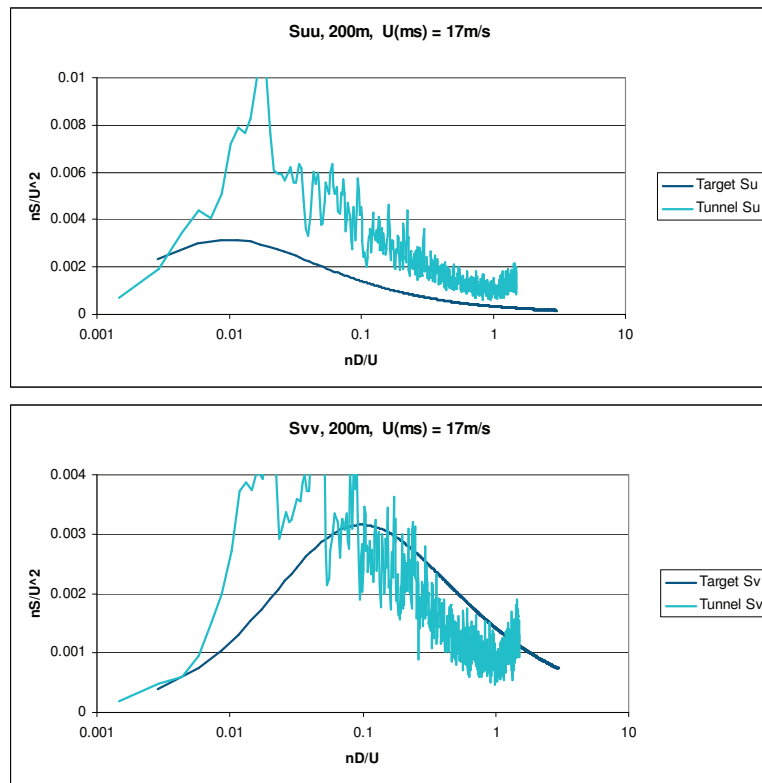 Suu, 200m, U(ms) = 17m/s
0.01
0.008
0.006
0.004
0.002
0
nS/U^2
0.001
0.01
0.1
1
10
nD/U
Target Su
Tunnel Su
Svv, 200m, U(ms) = 17m/s
0.004
0.003
0.002
0.001
0
nS/U^2
0.001
0.01
0.1
1
10
nD/U
Target Sv
Tunnel Sv